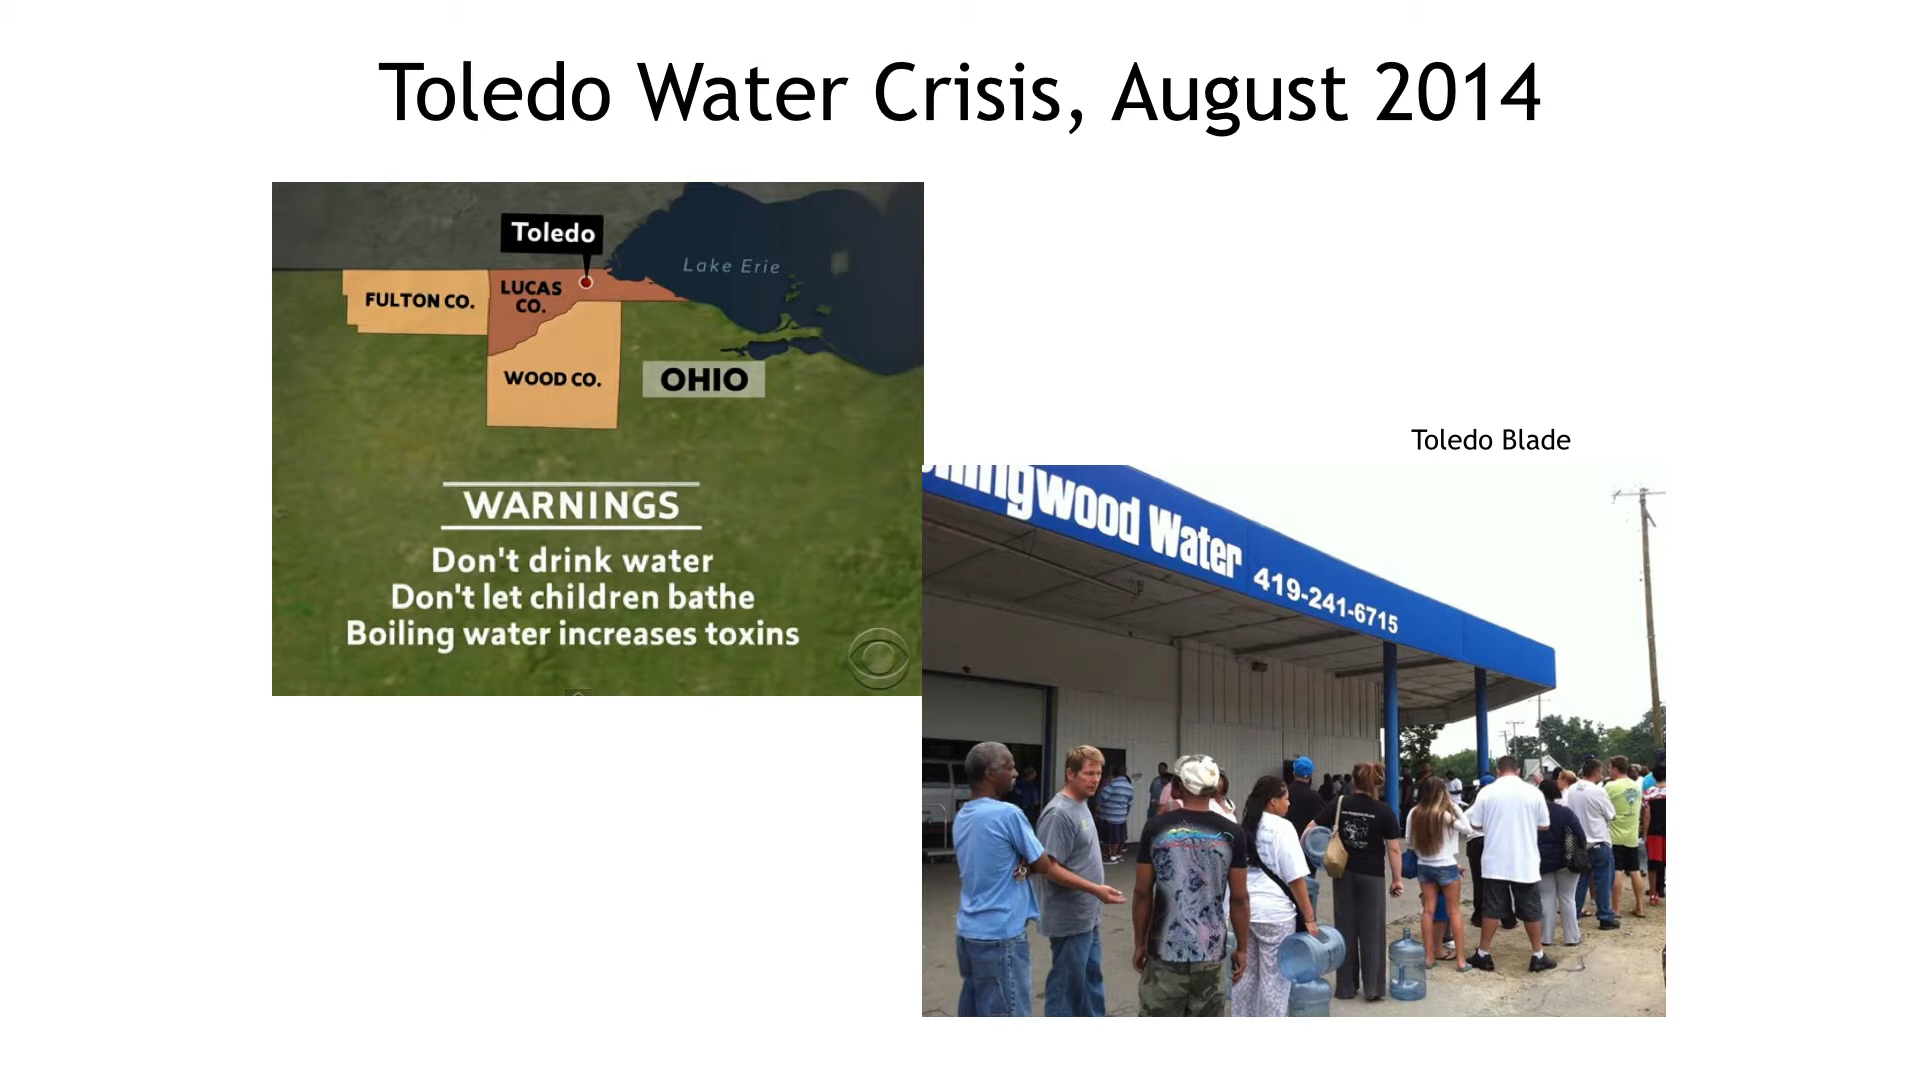 Toledo Water Crisis, August 2014
Toledo
Lake Erie
FULTON CO.
LUCAS
CO.
WOOD CO.
OHIO
WARNINGS
Don't drink water
Don't let children bathe
Boiling water increases toxins
Toledo Blade
Water 419-241-6715